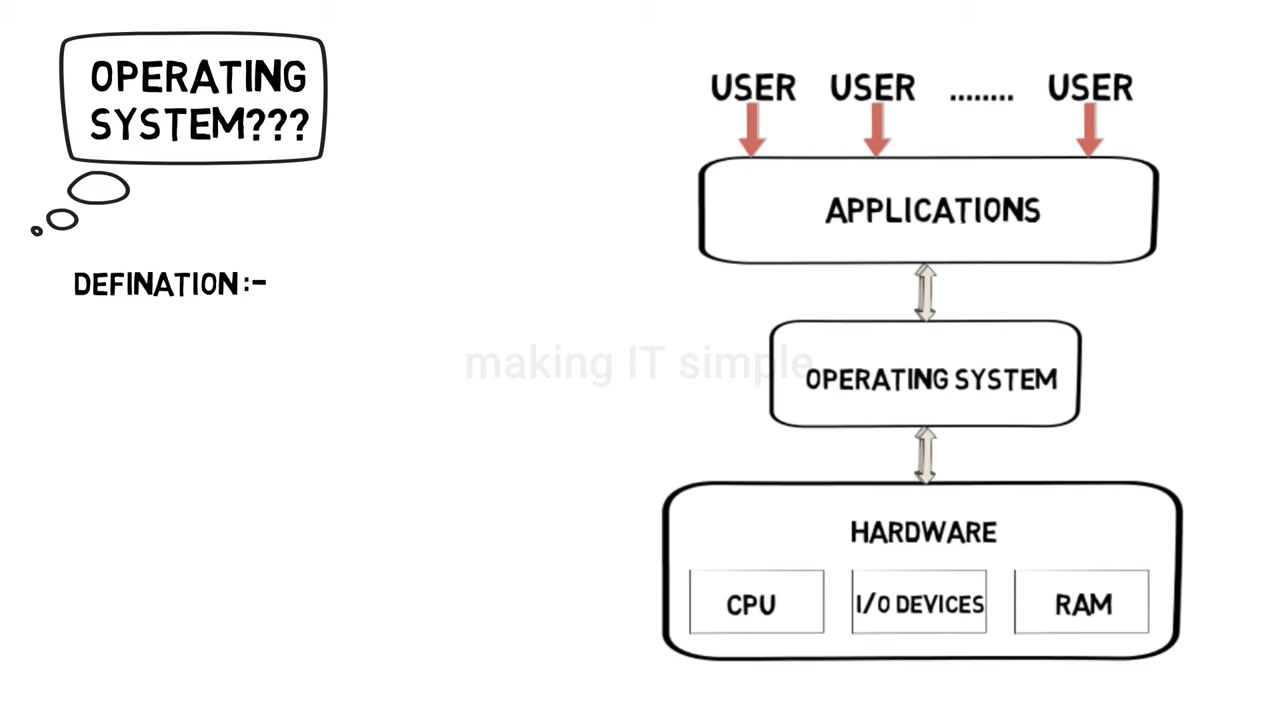 OPERATING
SYSTEM???
DEFINATION :-
USER USER ........ USER
APPLICATIONS
making IT simple
OPERATING SYSTEM
HARDWARE
CPU I/O DEVICES RAM